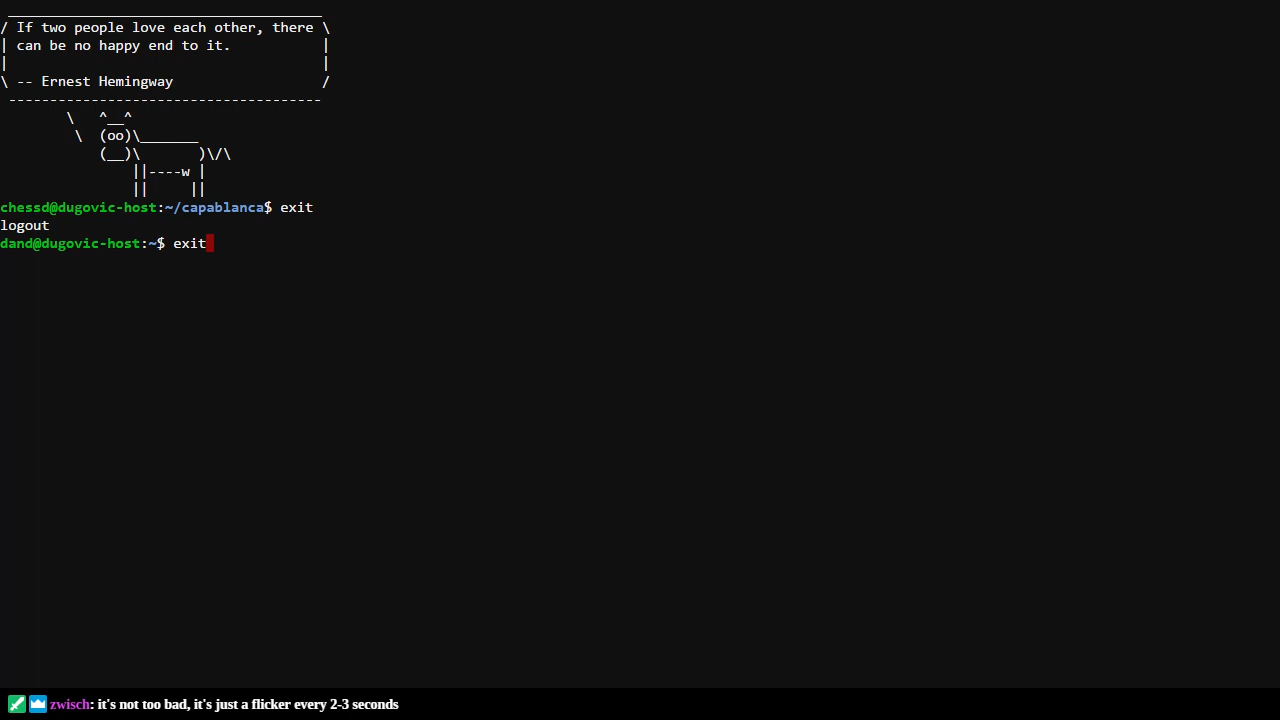 ______________________________________
/ If two people love each other, there \
| can be no happy end to it.           |
|                                      |
\ -- Ernest Hemingway                  /
 --------------------------------------
        \   ^__^
         \  (oo)\_______
            (__)\       )\/\
                ||----w |
                ||     ||
chessd@dugovic-host:~/capablanca$ exit
logout
dand@dugovic-host:~$ exit
zwisch: it's not too bad, it's just a flicker every 2-3 seconds